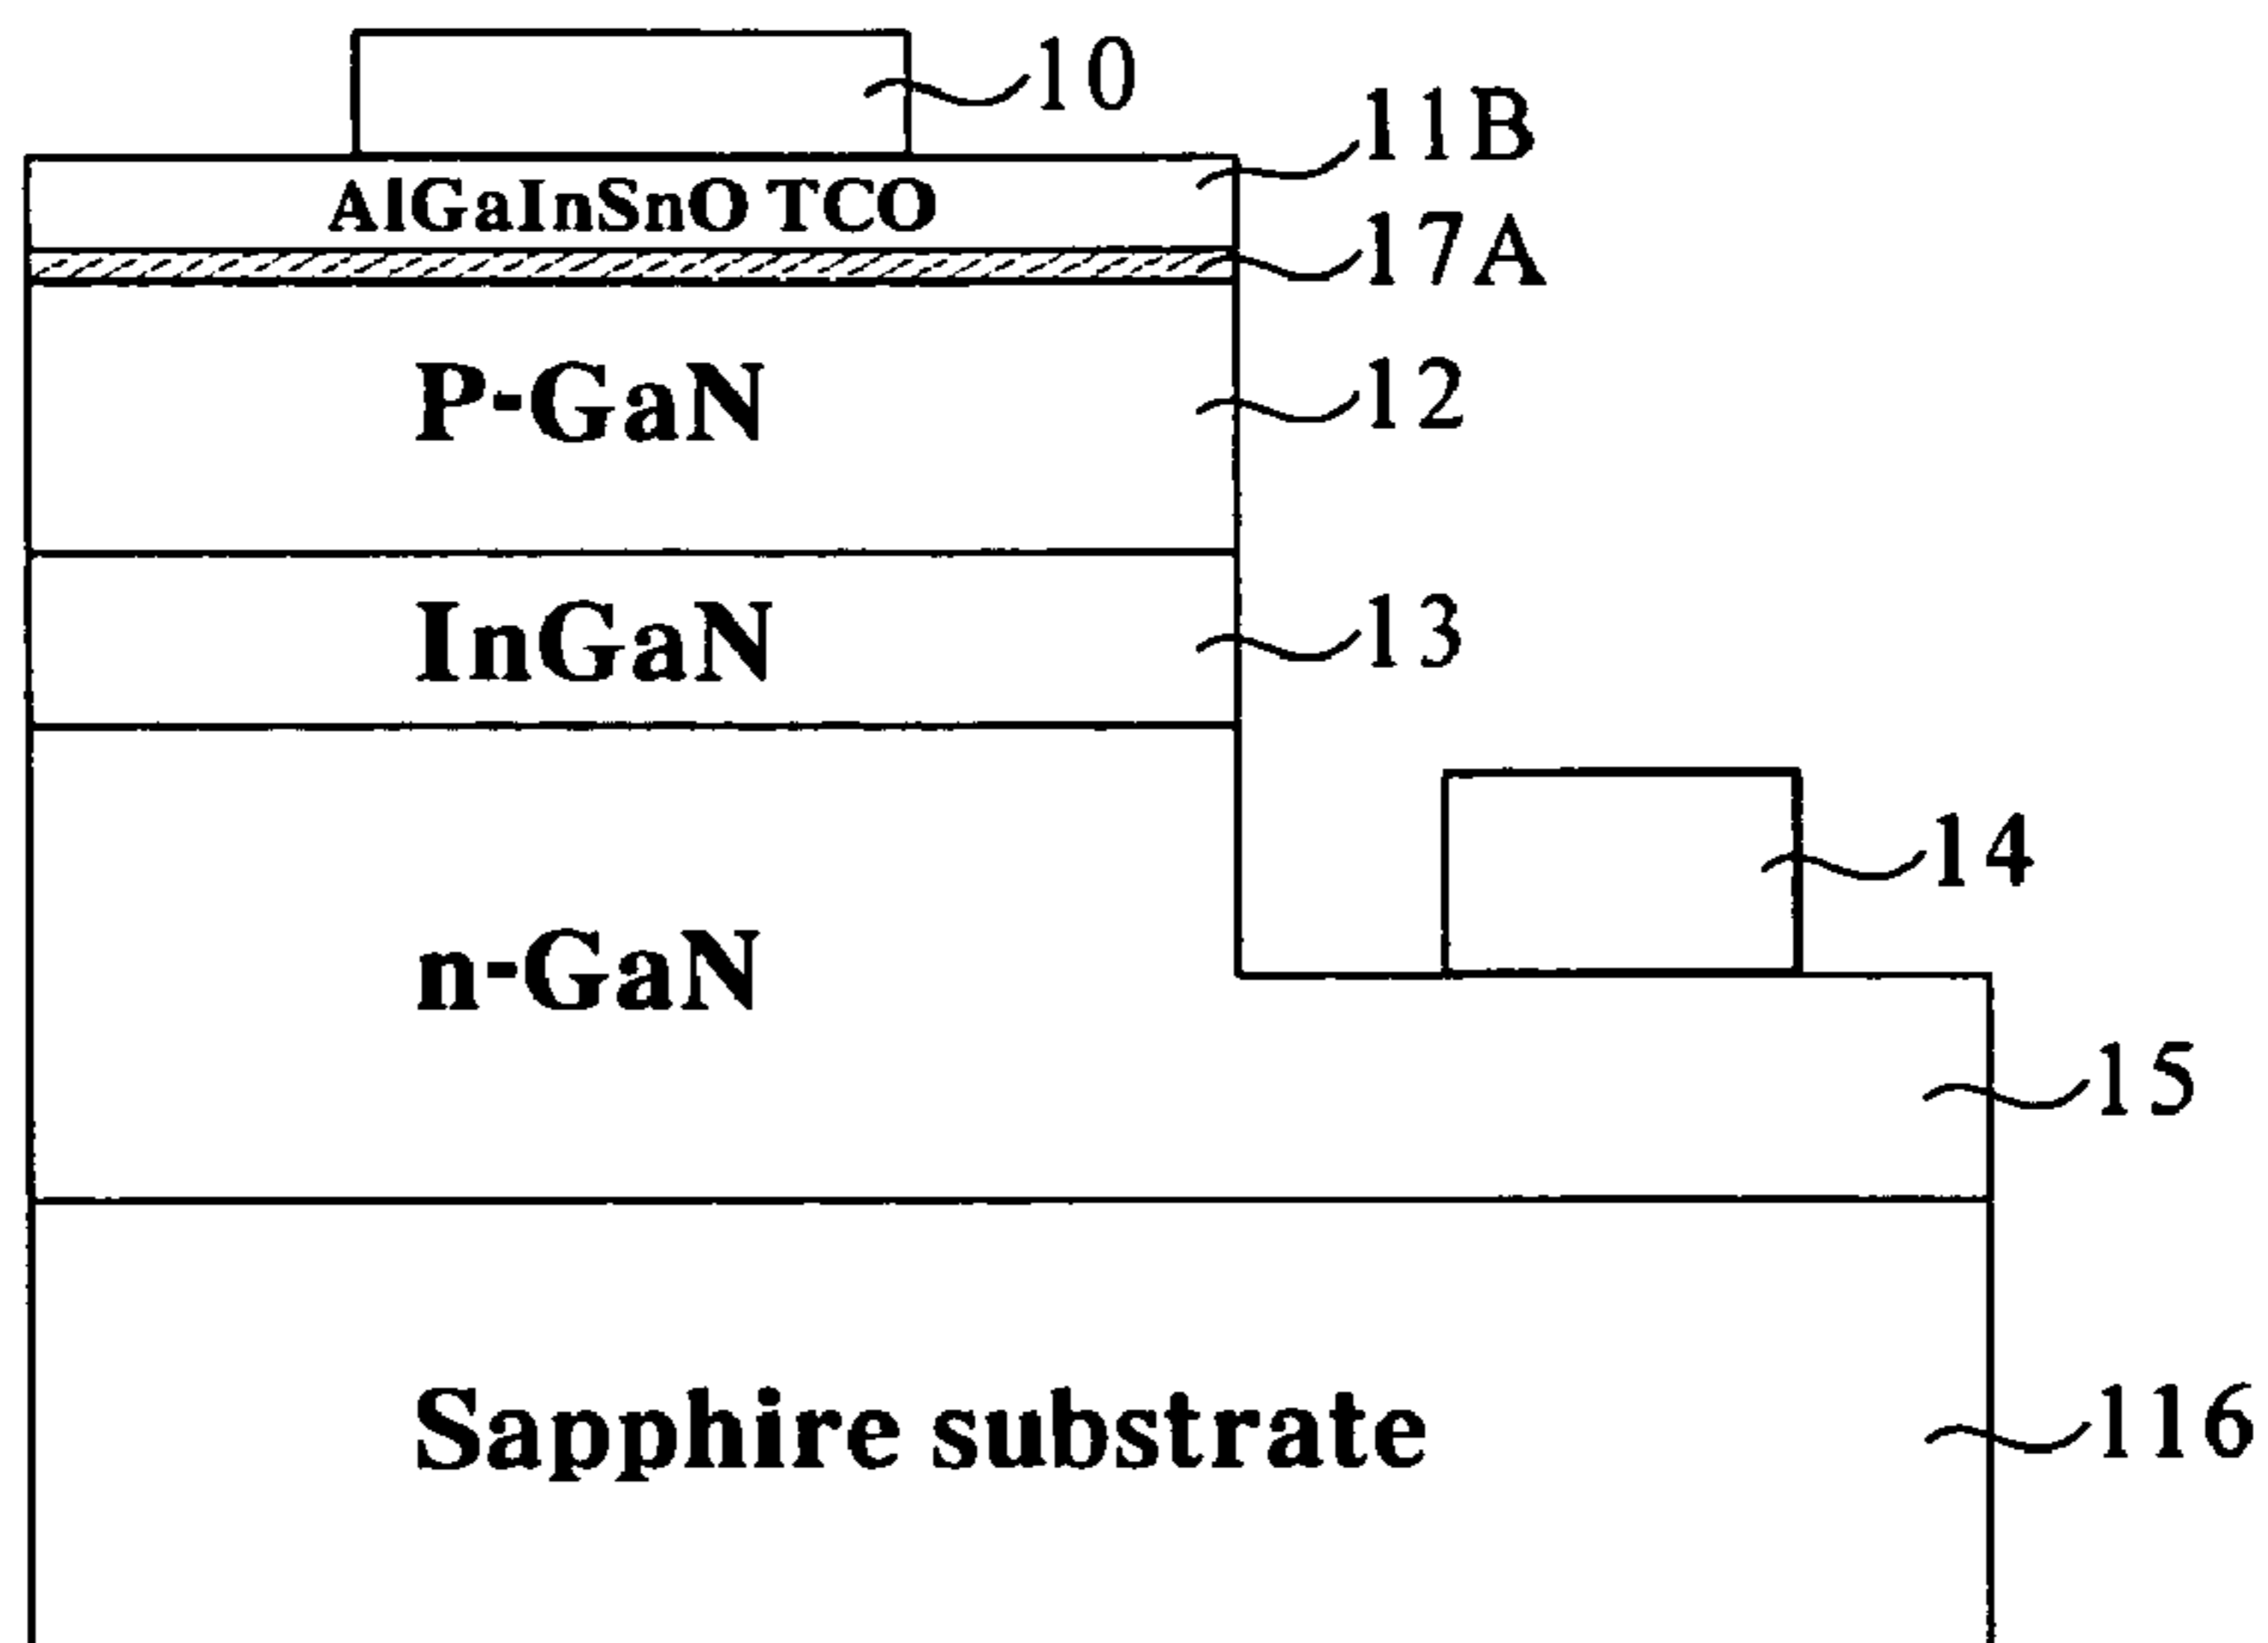 10
11B
AlGaInSnO TCO
17A
P-GaN
12
InGaN
13
14
n-GaN
15
Sapphire substrate
116